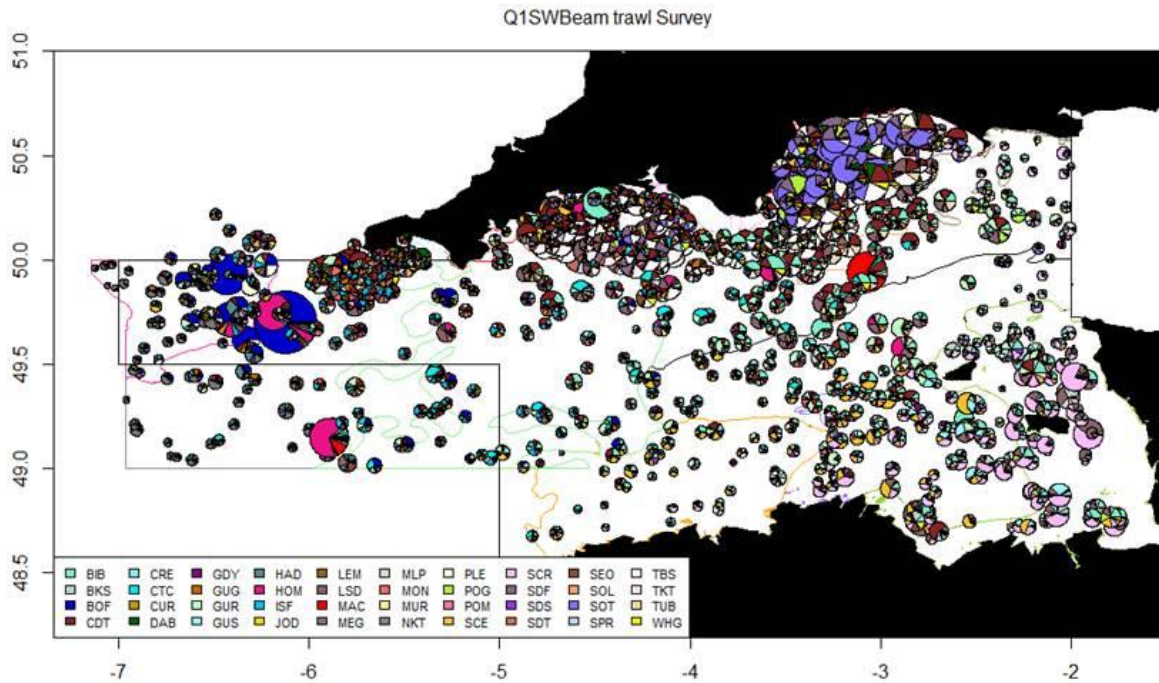 Q1SWBeam trawl Survey
51.0
50.5
50.0
49.5
49.0
48.5
BIB CRE GDY HAD LEM MLP PLE SCR SEO TBS
BKS CTC GUG HOM LSD MON POG SDF SOL TKT
BOF CUR GUR ISF MAC MUR POM SDS SOT TUB
CDT DAB GUS JOD MEG NKT SCE SDT SPR WHG
-7 -6 -5 -4 -3 -2